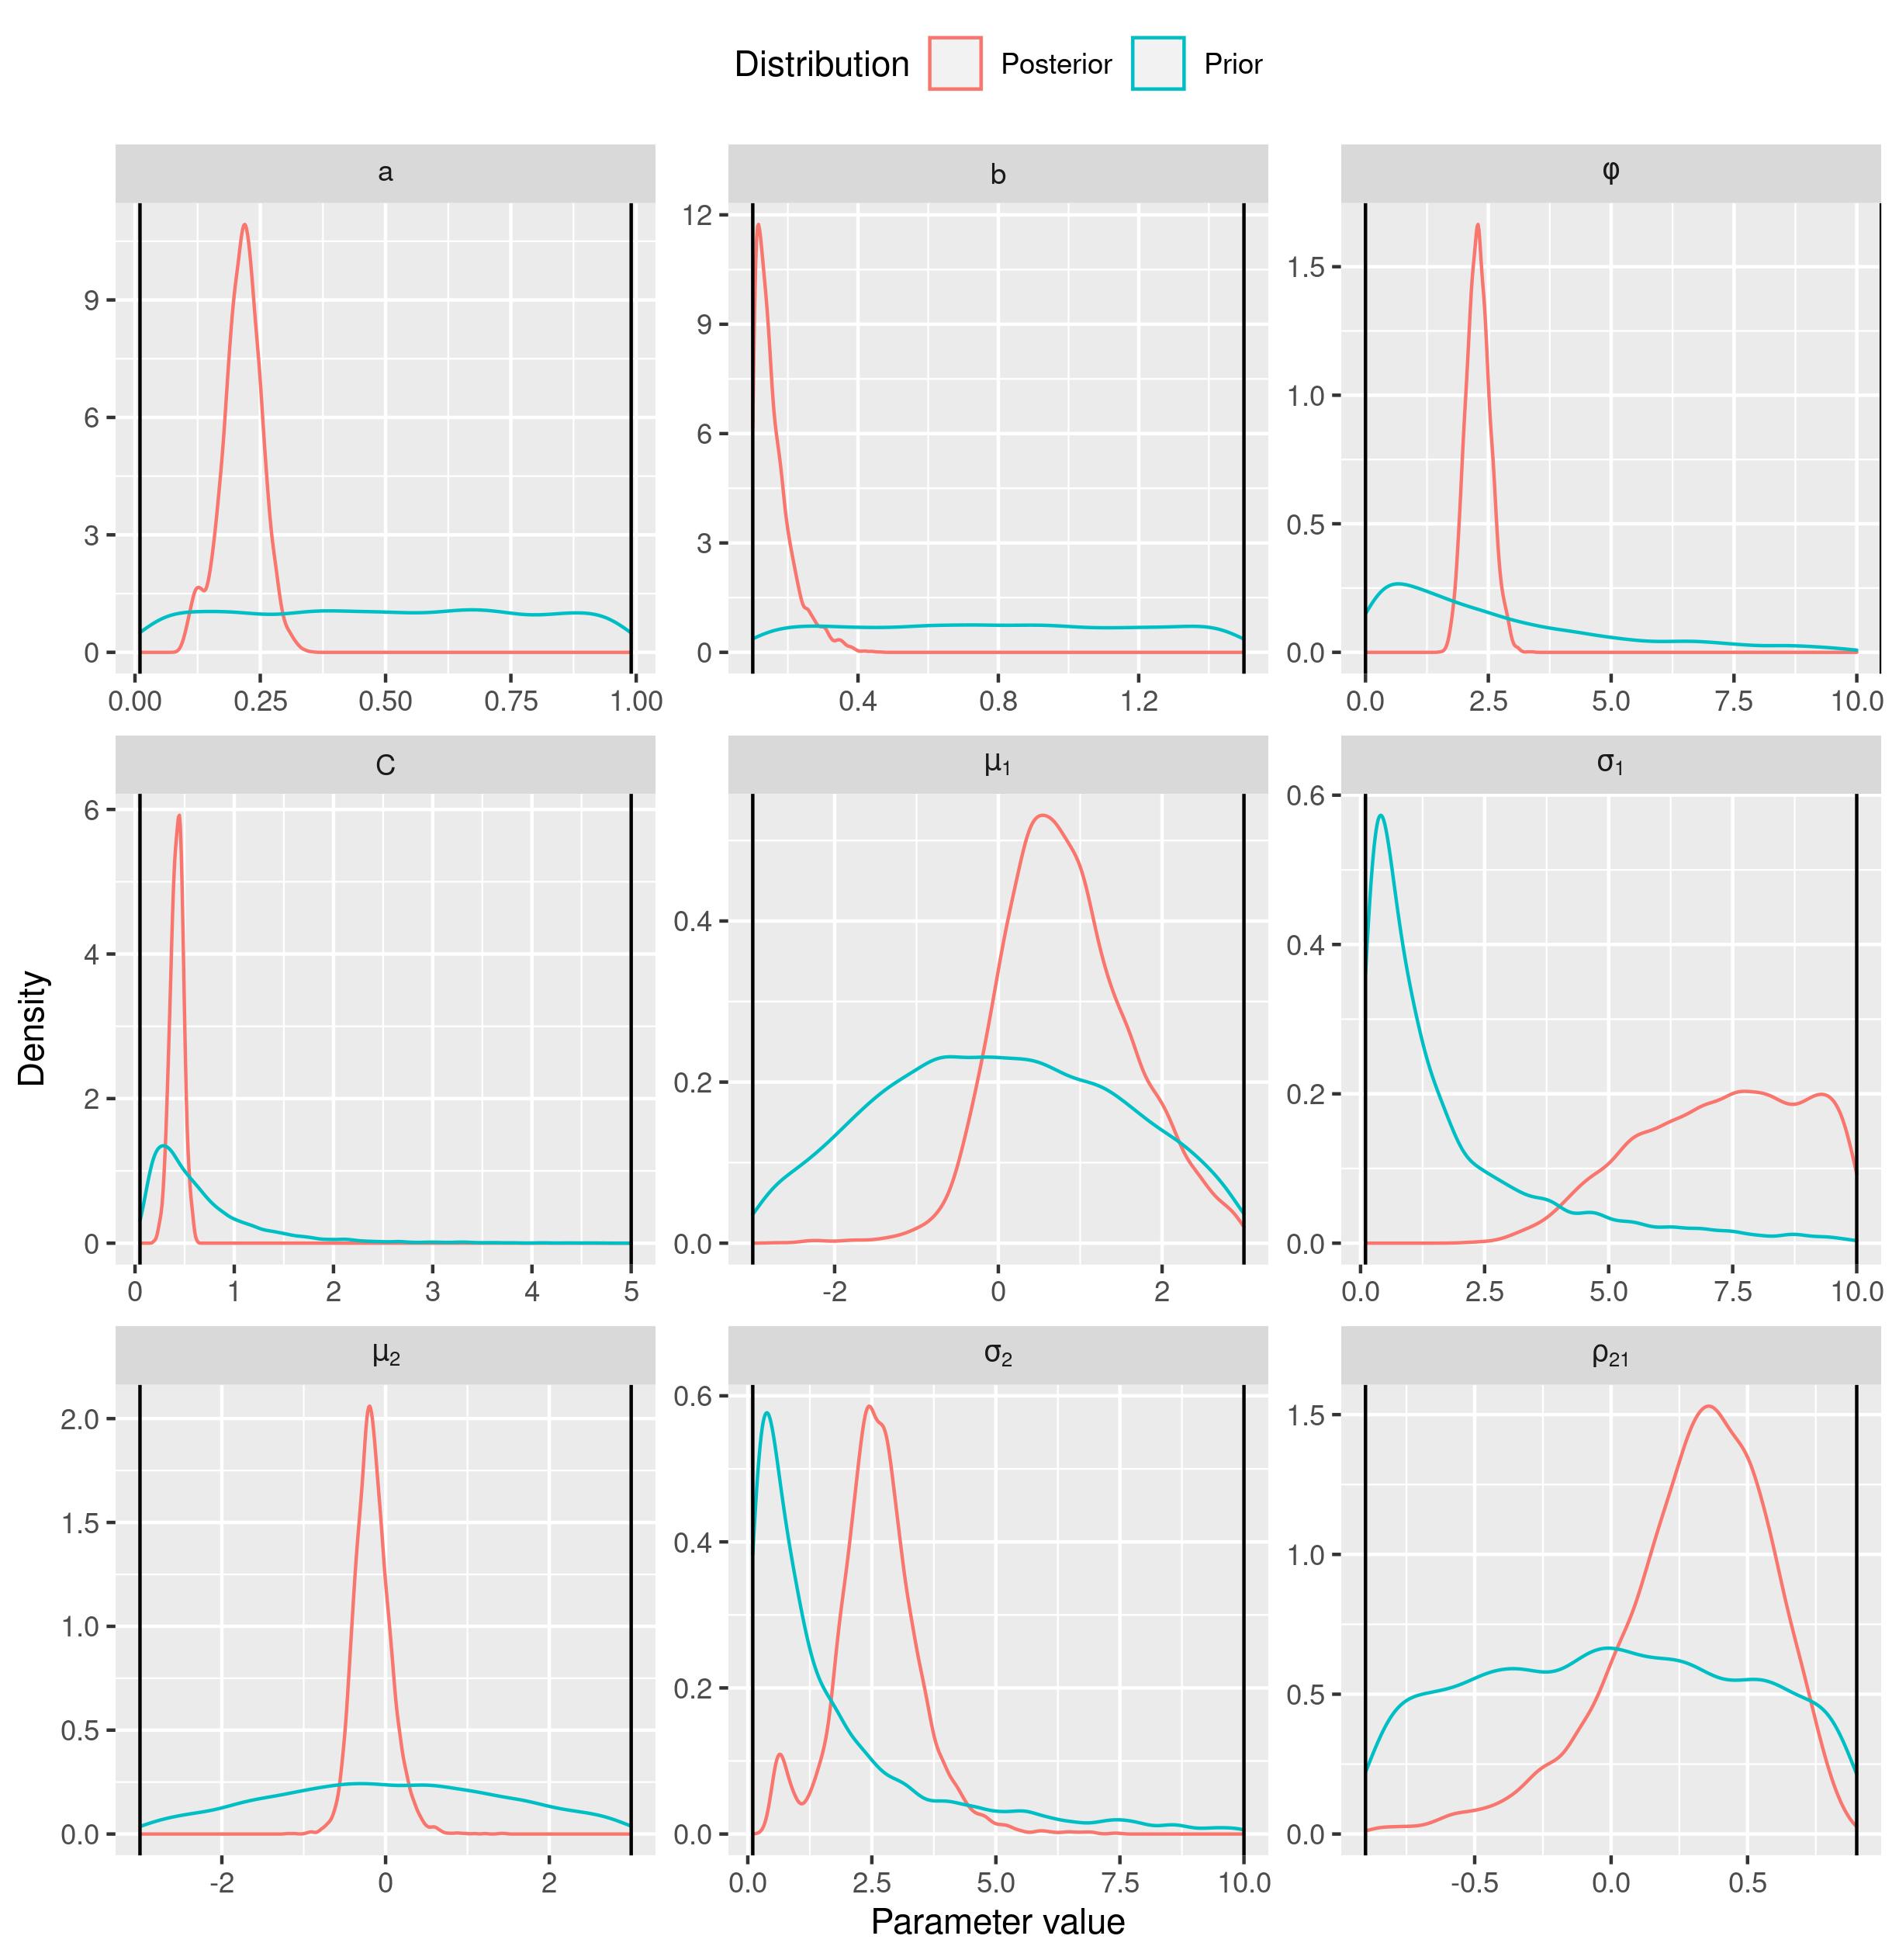 Distribution Posterior Prior
a b φ
9 6 3 0
12 9 6 3 0
1.5 1.0 0.5 0.0
0.00 0.25 0.50 0.75 1.00
0.4 0.8 1.2
0.0 2.5 5.0 7.5 10.0
C μ₁ σ₁
6 4 2 0
0.4 0.2 0.0
0.6 0.4 0.2 0.0
0 1 2 3 4 5
-2 0 2
0.0 2.5 5.0 7.5 10.0
Density
μ₂ σ₂ ρ₂₁
2.0 1.5 1.0 0.5 0.0
0.6 0.4 0.2 0.0
1.5 1.0 0.5 0.0
-2 0 2
0.0 2.5 5.0 7.5 10.0
-0.5 0.0 0.5
Parameter value